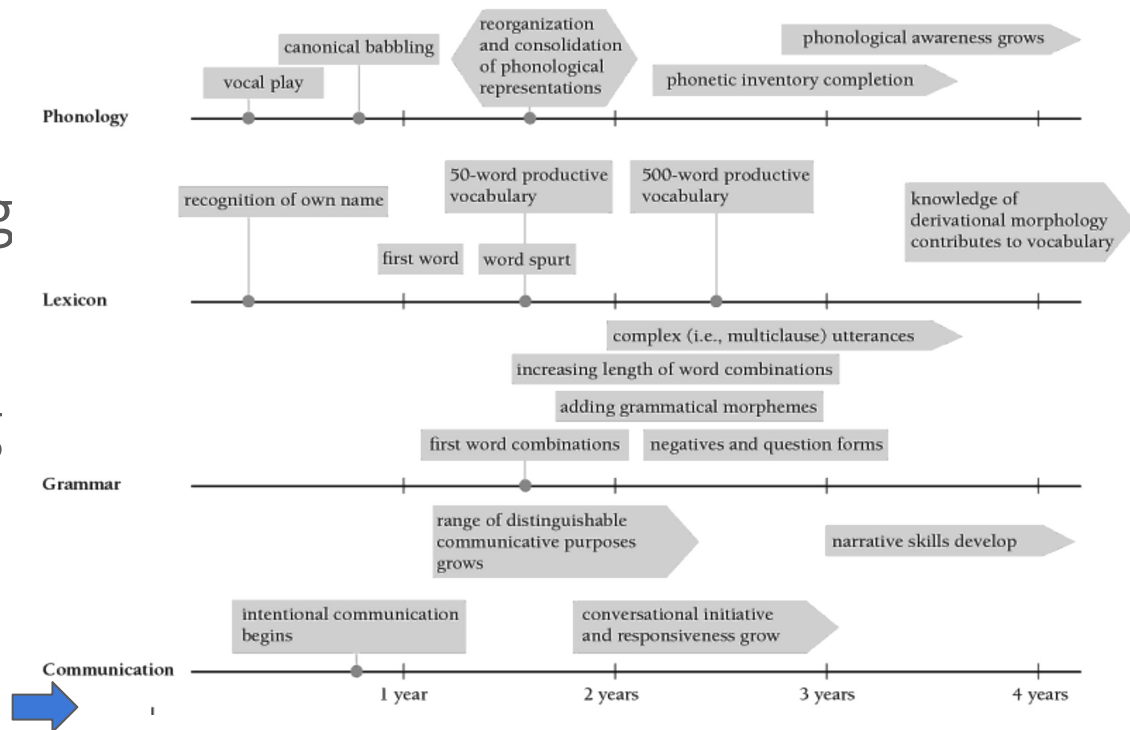 reorganization
and consolidation
of phonological
representations
canonical babbling
vocal play
phonological awareness grows
phonetic inventory completion
Phonology
recognition of own name
50-word productive
vocabulary
500-word productive
vocabulary
knowledge of
derivational morphology
contributes to vocabulary
first word
word spurt
Lexicon
complex (i.e., multiclause) utterances
increasing length of word combinations
adding grammatical morphemes
first word combinations
negatives and question forms
Grammar
range of distinguishable
communicative purposes
grows
narrative skills develop
intentional communication
begins
conversational initiative
and responsiveness grow
Communication
1 year
2 years
3 years
4 years